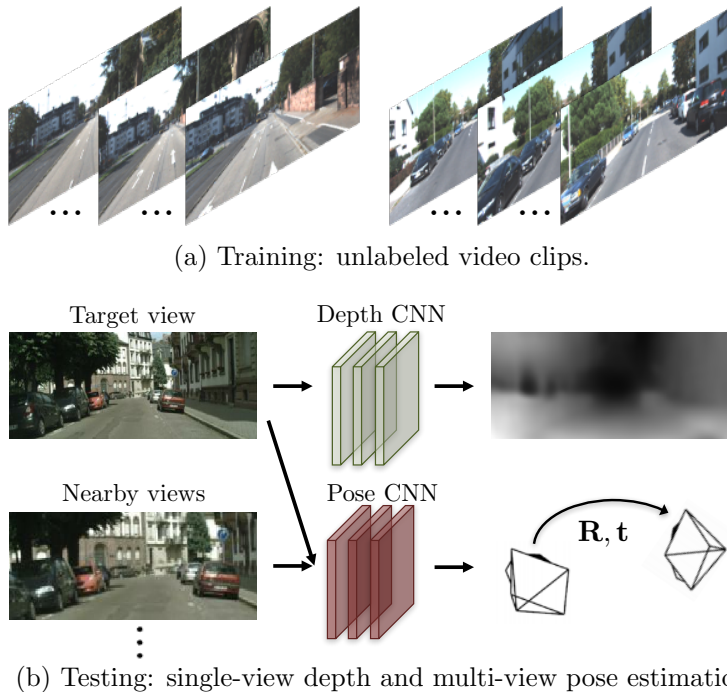 (a) Training: unlabeled video clips.
Target view
Depth CNN
Nearby views
Pose CNN
R, t
(b) Testing: single-view depth and multi-view pose estimatio